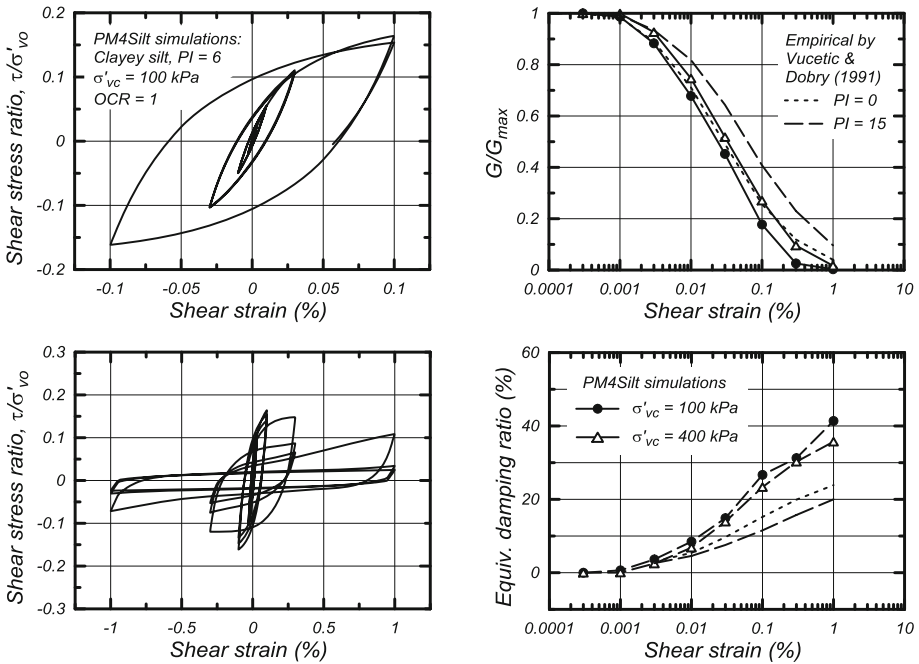 Shear stress ratio, τ/σ'vo
0.2
0.1
0
-0.1
-0.2
PM4Silt simulations:
Clayey silt, PI = 6
σ'vc = 100 kPa
OCR = 1
-0.1
-0.05
0
0.05
0.1
Shear strain (%)
G/Gmax
1
0.8
0.6
0.4
0.2
0
Empirical by
Vucetic &
Dobry (1991)
PI = 0
PI = 15
0.0001
0.001
0.01
0.1
1
10
Shear strain (%)
Shear stress ratio, τ/σ'vo
0.3
0.2
0.1
0
-0.1
-0.2
-0.3
-1
-0.5
0
0.5
1
Shear strain (%)
Equiv. damping ratio (%)
60
40
20
0
PM4Silt simulations
σ'vc = 100 kPa
σ'vc = 400 kPa
0.0001
0.001
0.01
0.1
1
10
Shear strain (%)